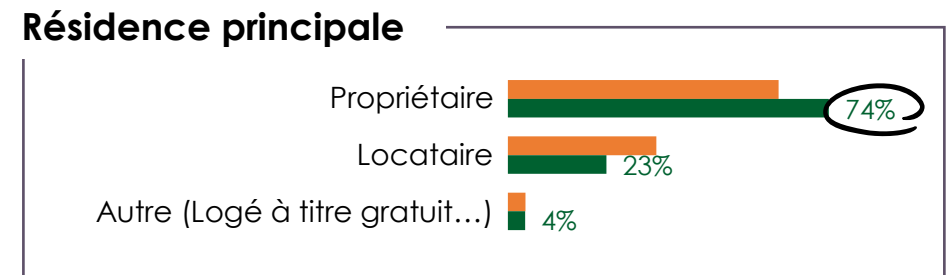 Résidence principale
Propriétaire 74%
Locataire 23%
Autre (Logé à titre gratuit…) 4%